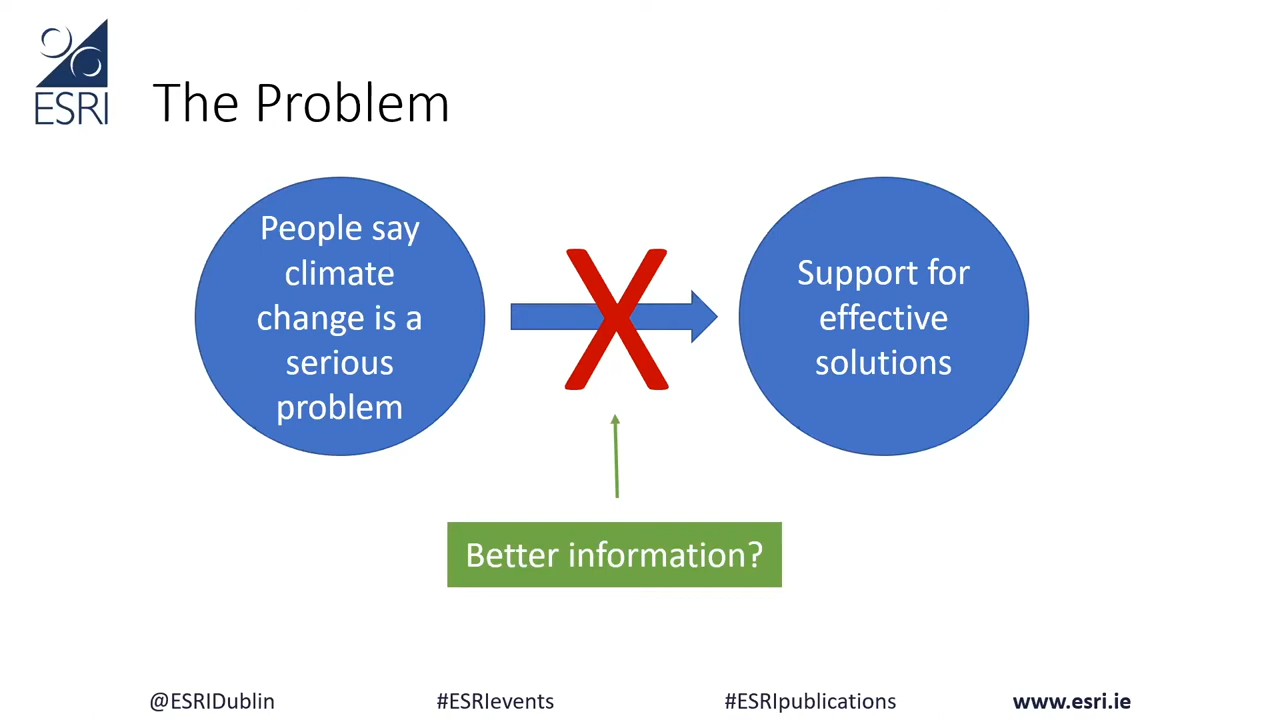 ESRI
The Problem
People say
climate
change is a
serious
problem
X
Support for
effective
solutions
Better information?
@ESRIDublin
#ESRIevents
#ESRIpublications
www.esri.ie